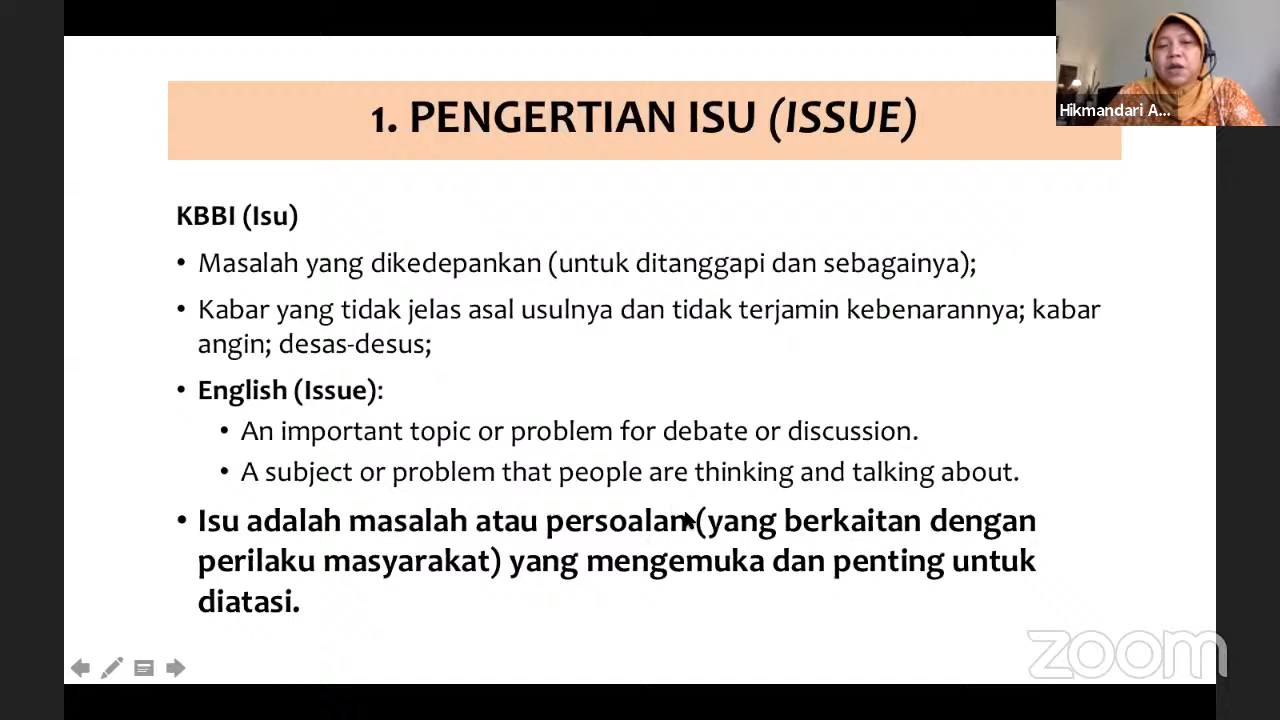 1. PENGERTIAN ISU (ISSUE)
Hikmandari A...
KBBI (Isu)
• Masalah yang dikedepankan (untuk ditanggapi dan sebagainya);
• Kabar yang tidak jelas asal usulnya dan tidak terjamin kebenarannya; kabar
angin; desas-desus;
• English (Issue):
• An important topic or problem for debate or discussion.
• A subject or problem that people are thinking and talking about.
• Isu adalah masalah atau persoalan (yang berkaitan dengan
perilaku masyarakat) yang mengemuka dan penting untuk
diatasi.
zoom